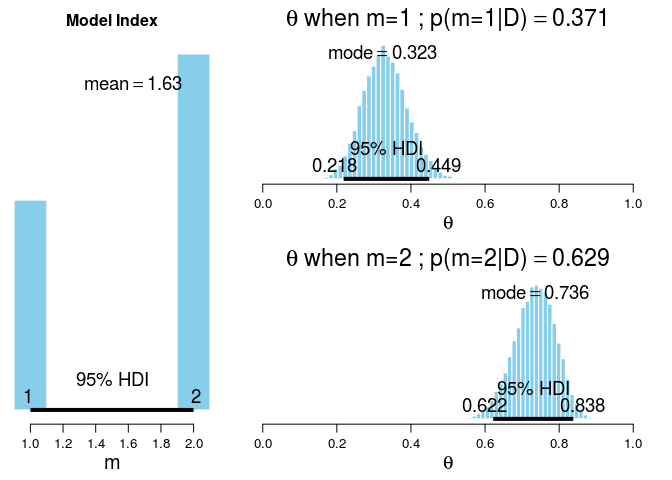 Model Index
mean = 1.63
95% HDI
1 2
1.0 1.2 1.4 1.6 1.8 2.0
m
θ when m=1 ; p(m=1|D) = 0.371
mode = 0.323
95% HDI
0.218 0.449
0.0 0.2 0.4 0.6 0.8 1.0
θ
θ when m=2 ; p(m=2|D) = 0.629
mode = 0.736
95% HDI
0.622 0.838
0.0 0.2 0.4 0.6 0.8 1.0
θ